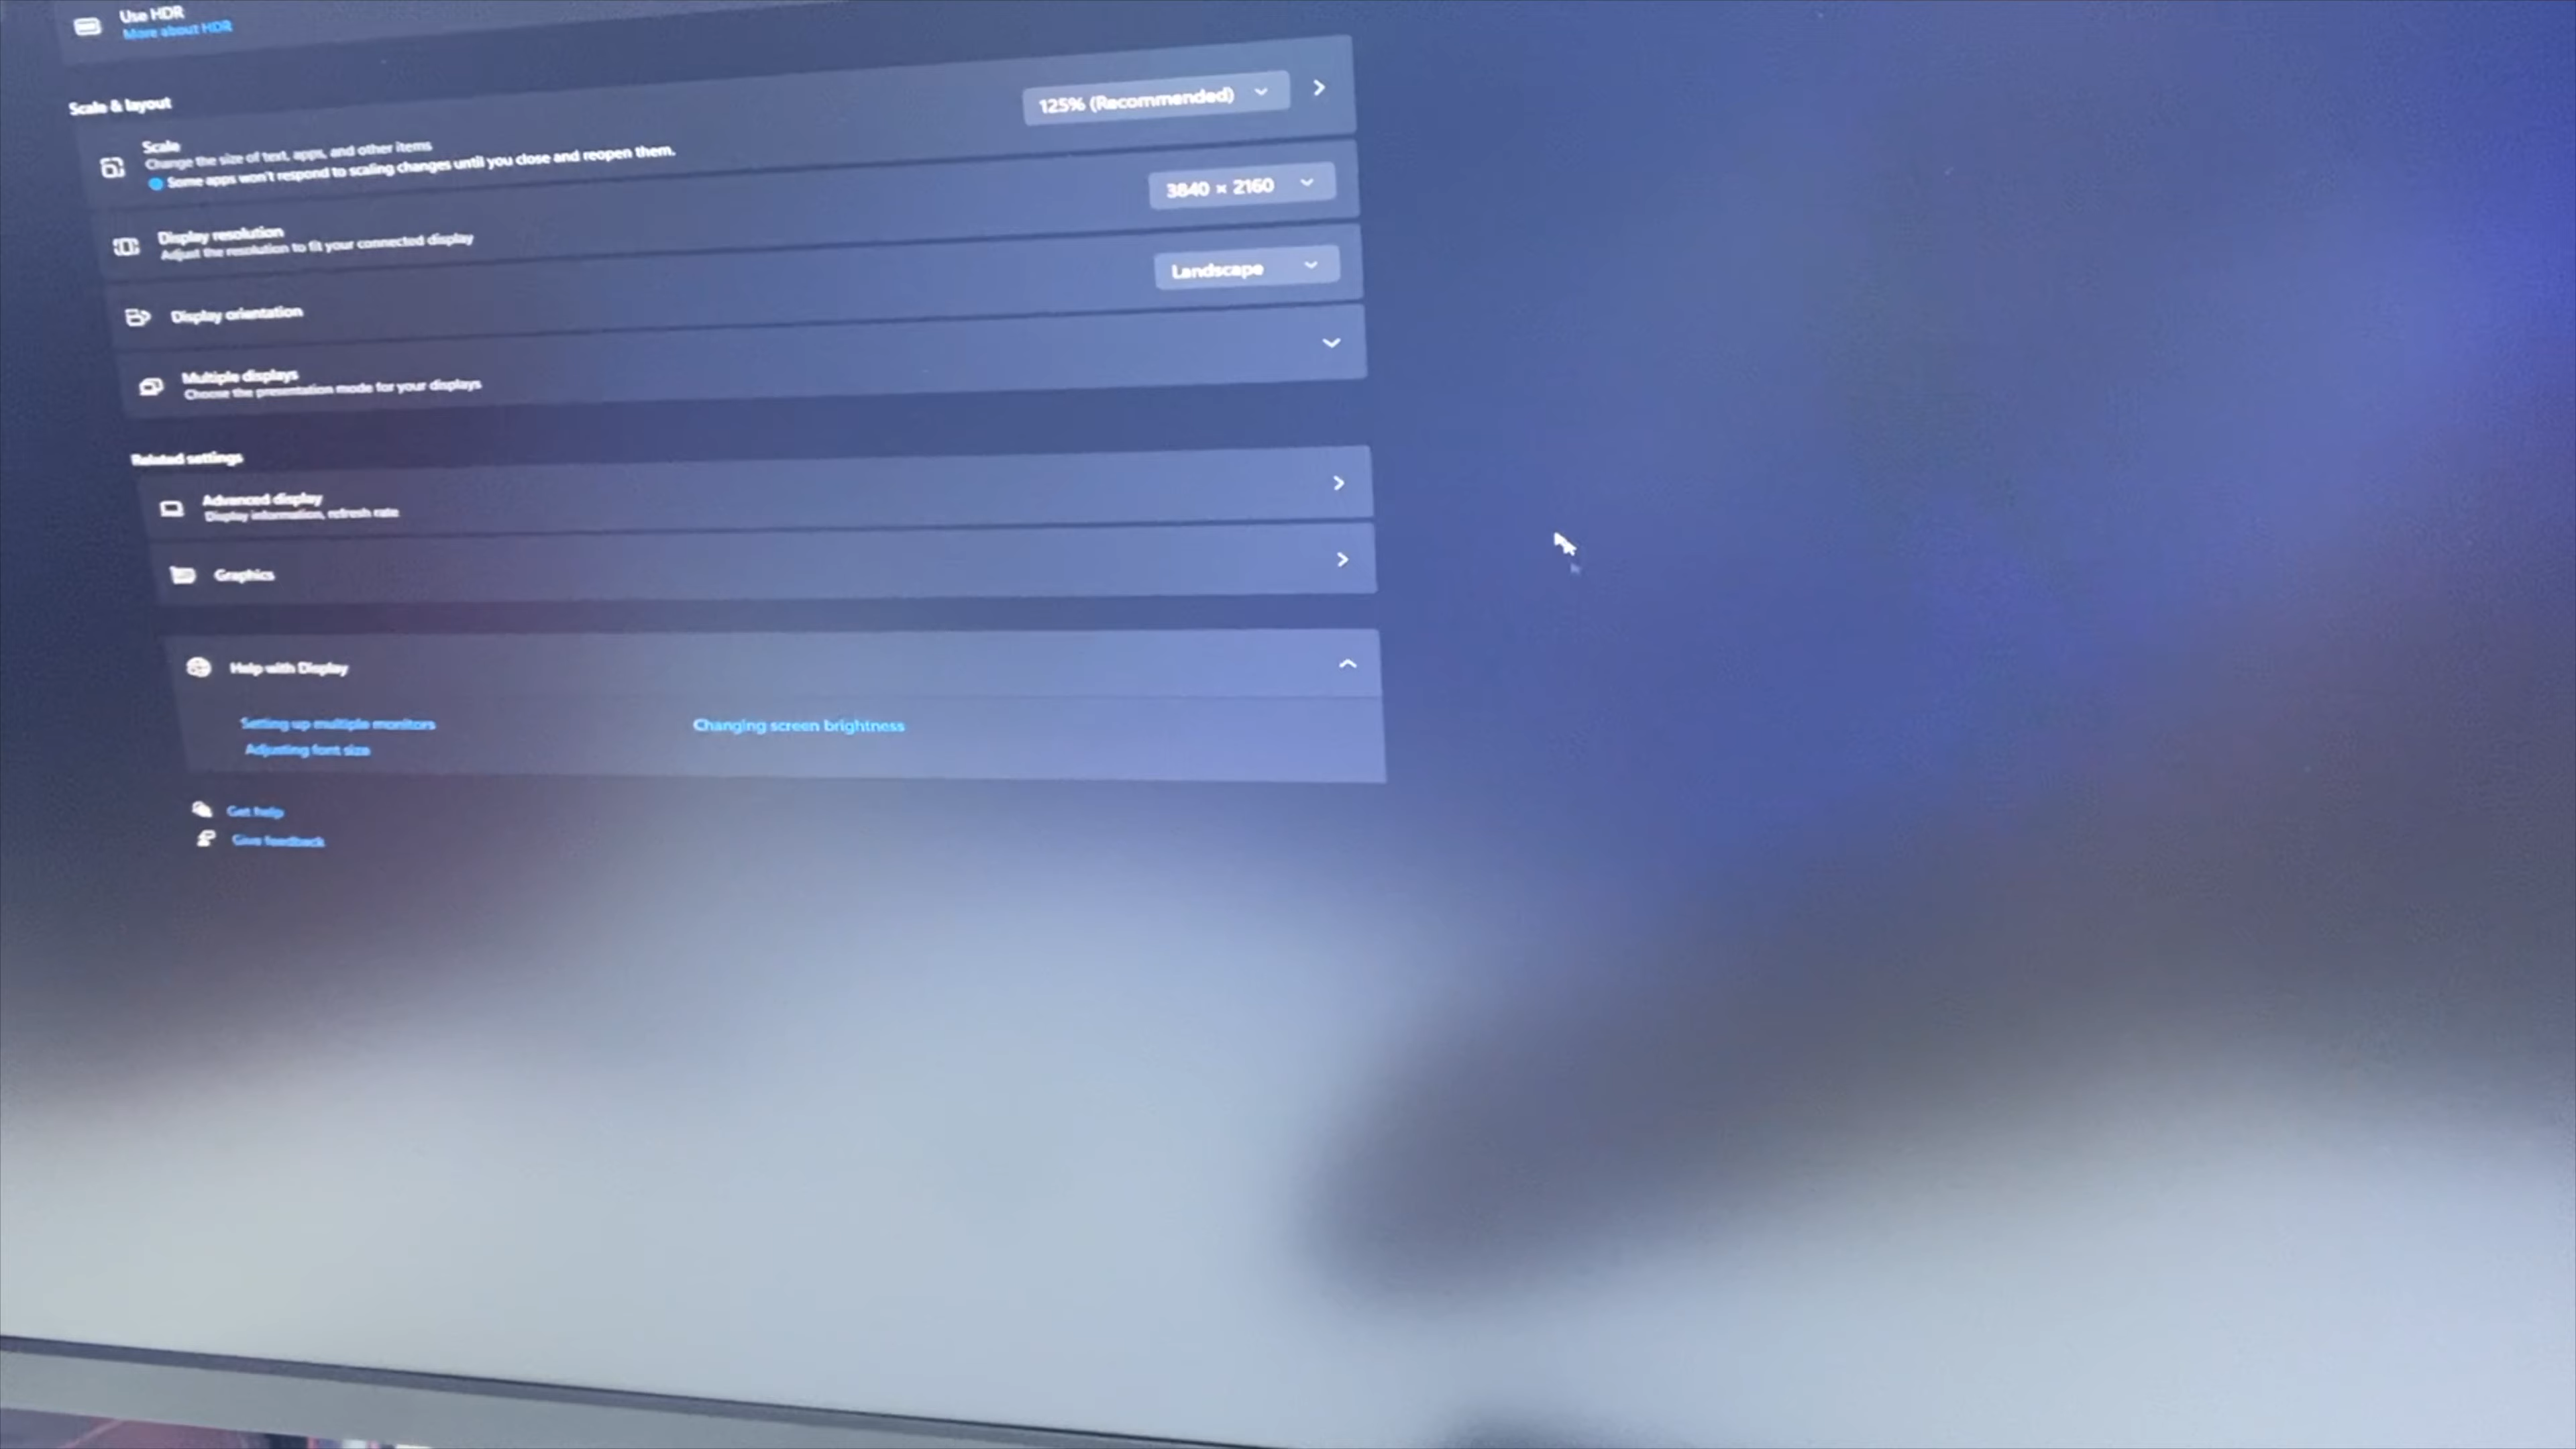 Use HDR
More about HDR
Scale & layout
Scale
Change the size of text, apps, and other items
Some apps won't respond to scaling changes until you close and reopen them.
125% (Recommended)
Display resolution
Adjust the resolution to fit your connected display
3840 × 2160
Display orientation
Landscape
Multiple displays
Choose the presentation mode for your displays
Related settings
Advanced display
Display information, refresh rate
Graphics
Help with Display
Setting up multiple monitors
Changing screen brightness
Adjusting font size
Get help
Give feedback